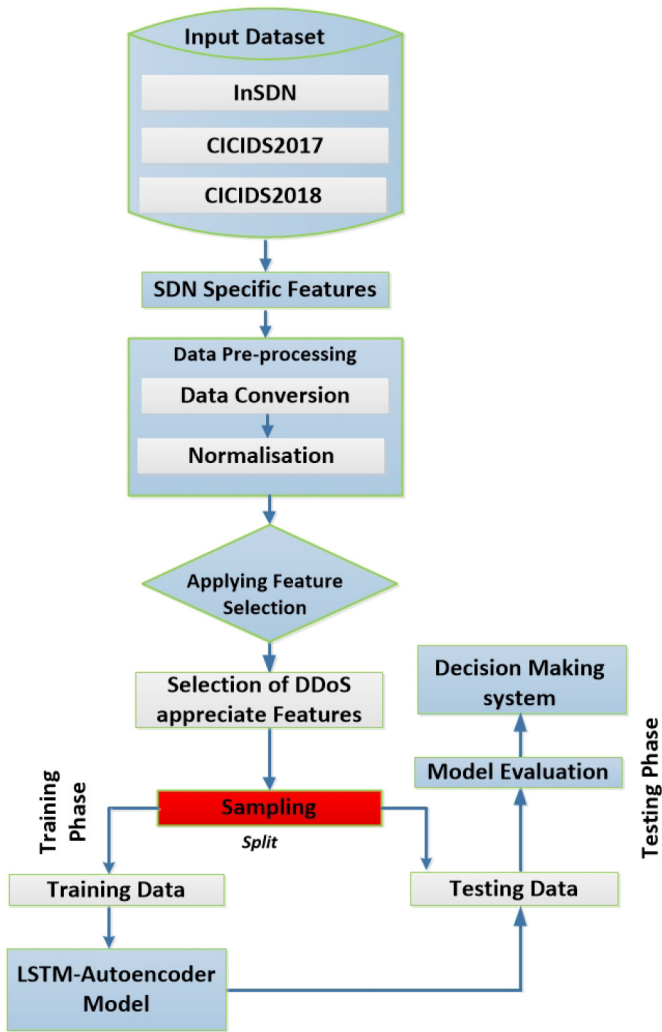 Input Dataset
InSDN
CICIDS2017
CICIDS2018
SDN Specific Features
Data Pre-processing
Data Conversion
Normalisation
Applying Feature
Selection
Selection of DDoS
appreciate Features
Decision Making
system
Model Evaluation
Testing Phase
Training
Phase
Sampling
Split
Training Data
Testing Data
LSTM-Autoencoder
Model